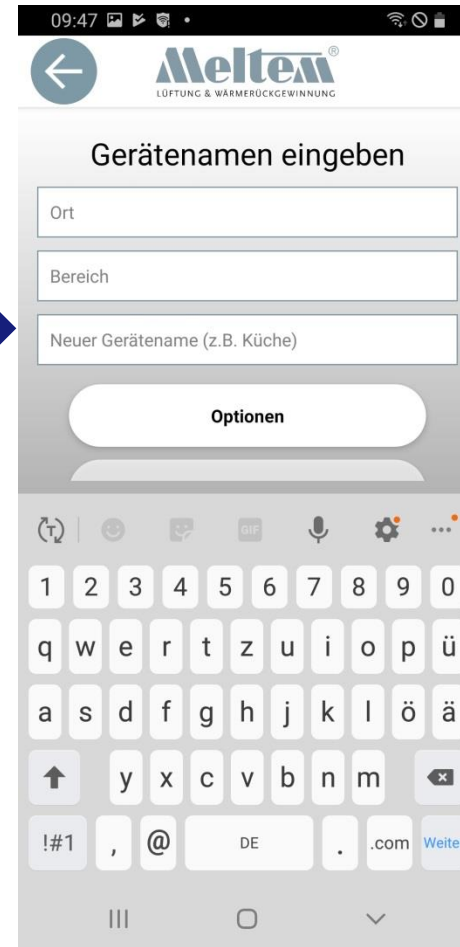 09:47
Meltem®
LÜFTUNG & WÄRMERÜCKGEWINNUNG
Gerätenamen eingeben
Ort
Bereich
Neuer Gerätename (z.B. Küche)
Optionen
T GIF
1 2 3 4 5 6 7 8 9 0
q w e r t z u i o p ü
a s d f g h j k l ö ä
y x c v b n m
!#1 , @ DE . .com Weite